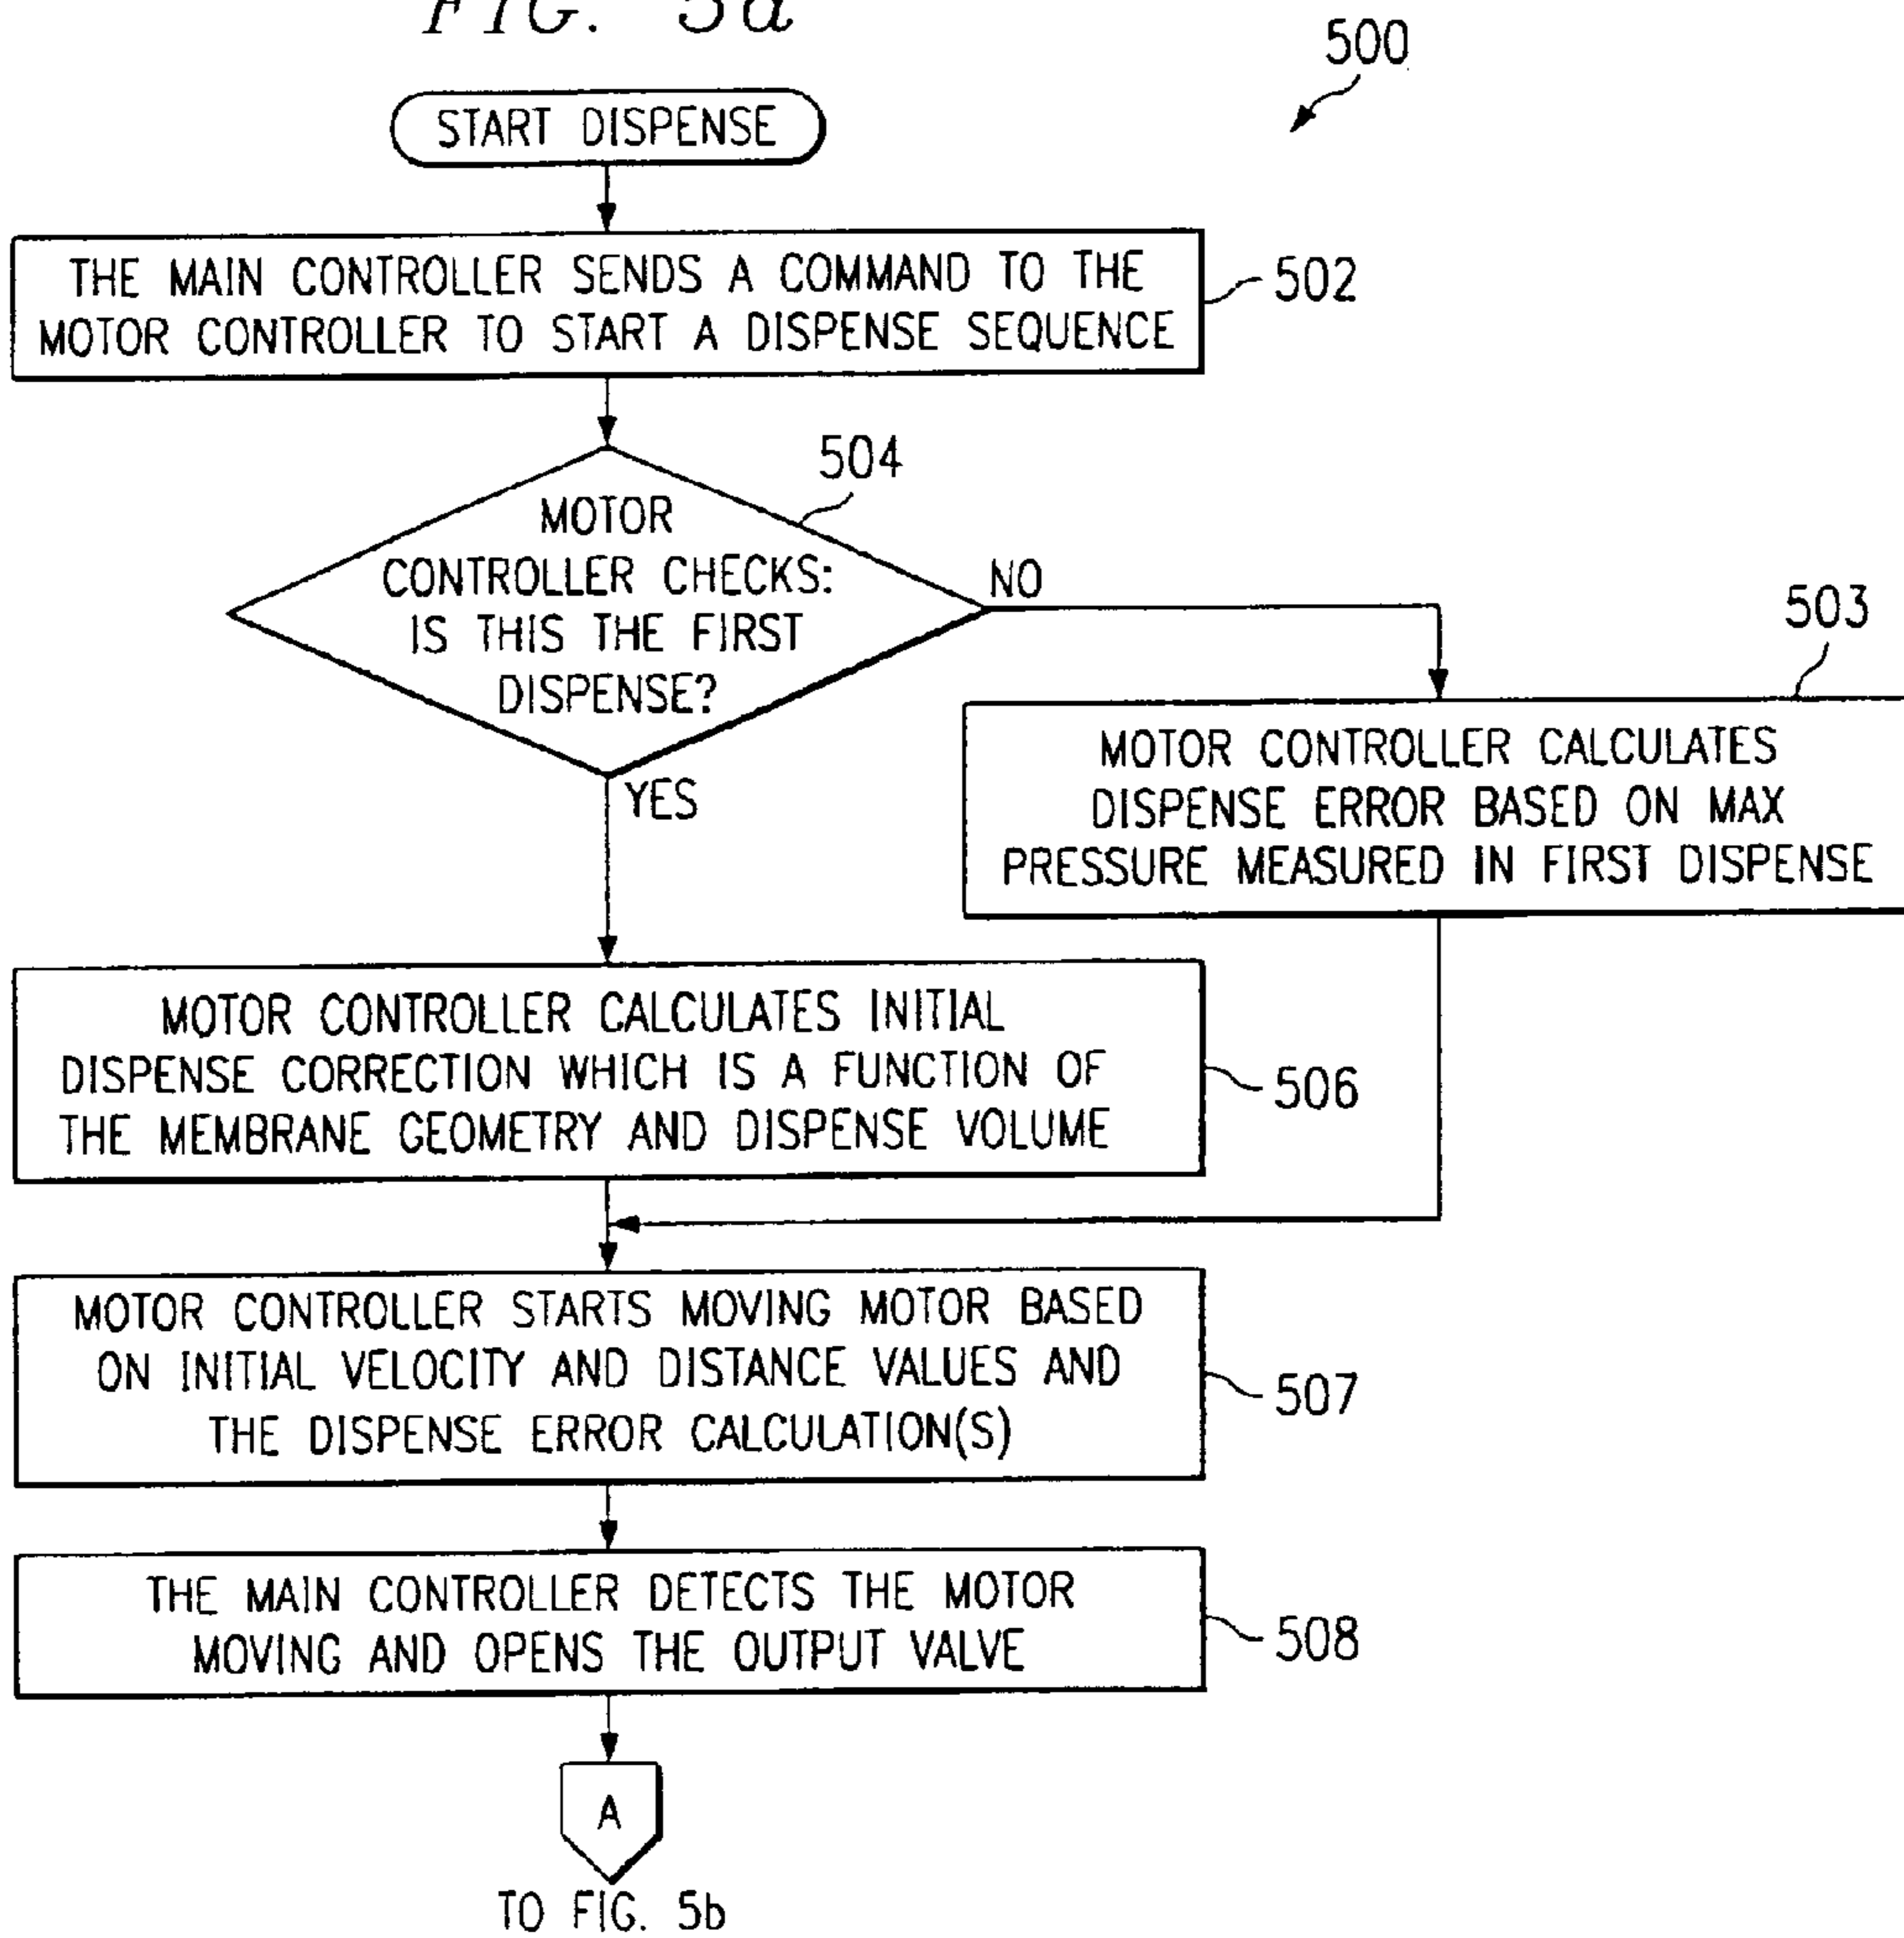 FIG. 5a
500
START DISPENSE
THE MAIN CONTROLLER SENDS A COMMAND TO THE
MOTOR CONTROLLER TO START A DISPENSE SEQUENCE
502
504
MOTOR
CONTROLLER CHECKS:
IS THIS THE FIRST
DISPENSE?
NO
YES
503
MOTOR CONTROLLER CALCULATES
DISPENSE ERROR BASED ON MAX
PRESSURE MEASURED IN FIRST DISPENSE
MOTOR CONTROLLER CALCULATES INITIAL
DISPENSE CORRECTION WHICH IS A FUNCTION OF
THE MEMBRANE GEOMETRY AND DISPENSE VOLUME
506
MOTOR CONTROLLER STARTS MOVING MOTOR BASED
ON INITIAL VELOCITY AND DISTANCE VALUES AND
THE DISPENSE ERROR CALCULATION(S)
507
THE MAIN CONTROLLER DETECTS THE MOTOR
MOVING AND OPENS THE OUTPUT VALVE
508
A
TO FIG. 5b